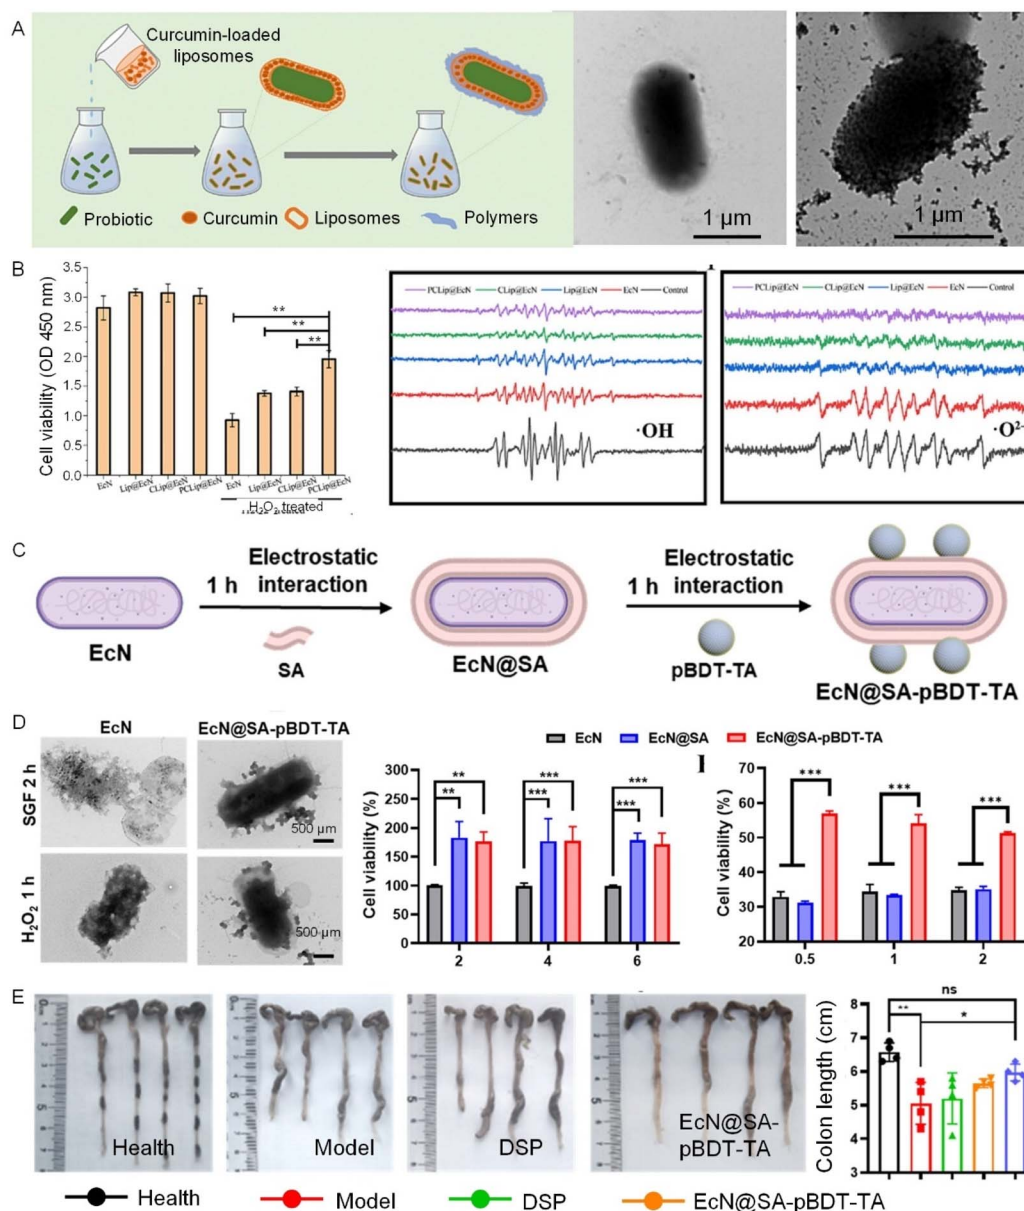 A
Curcumin-loaded
liposomes
Probiotic
Curcumin
Liposomes
Polymers
1 μm
1 μm
B
Cell viability (OD 450 nm)
3.5
3.0
2.5
2.0
1.5
1.0
0.5
0.0
**
**
**
EcN
Lip@EcN
CLip@EcN
PCLip@EcN
EcN
Lip@EcN
CLip@EcN
PCLip@EcN
H₂O₂ treated
PCLip@EcN CLip@EcN Lip@EcN EcN Control
·OH
PCLip@EcN CLip@EcN Lip@EcN EcN Control
·O²⁻
C
EcN
Electrostatic
1 h interaction
SA
EcN@SA
Electrostatic
1 h interaction
pBDT-TA
EcN@SA-pBDT-TA
D
EcN
EcN@SA-pBDT-TA
SGF 2 h
500 μm
H₂O₂ 1 h
500 μm
EcN EcN@SA EcN@SA-pBDT-TA
Cell viability (%)
300
250
200
150
100
50
0
** ** *** *** *** ***
2 4 6
Cell viability (%)
70
60
50
40
30
20
*** *** ***
0.5 1 2
E
Health
Model
DSP
EcN@SA-
pBDT-TA
Colon length (cm)
8
7
6
5
4
3
ns
**
*
Health
Model
DSP
EcN@SA-pBDT-TA